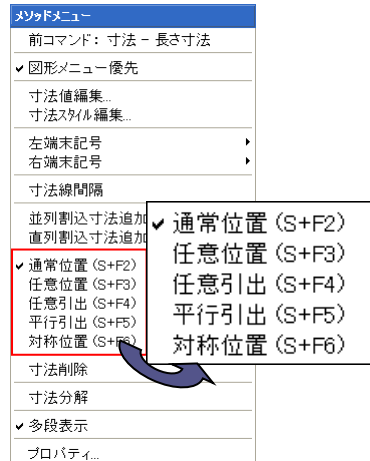 メソッドメニュー
前コマンド: 寸法 - 長さ寸法
図形メニュー優先
寸法値編集...
寸法スタイル編集...
左端末記号
右端末記号
寸法線間隔
並列割込寸法追加
直列割込寸法追加
通常位置 (S+F2)
任意位置 (S+F3)
任意引出 (S+F4)
平行引出 (S+F5)
対称位置 (S+F6)
寸法削除
寸法分解
多段表示
プロパティ...
通常位置 (S+F2)
任意位置 (S+F3)
任意引出 (S+F4)
平行引出 (S+F5)
対称位置 (S+F6)